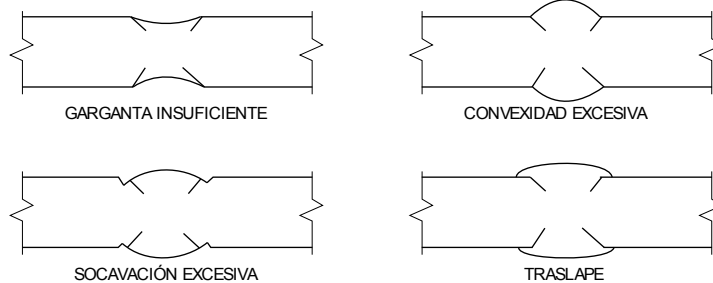 GARGANTA INSUFICIENTE
CONVEXIDAD EXCESIVA
SOCAVACIÓN EXCESIVA
TRASLAPE